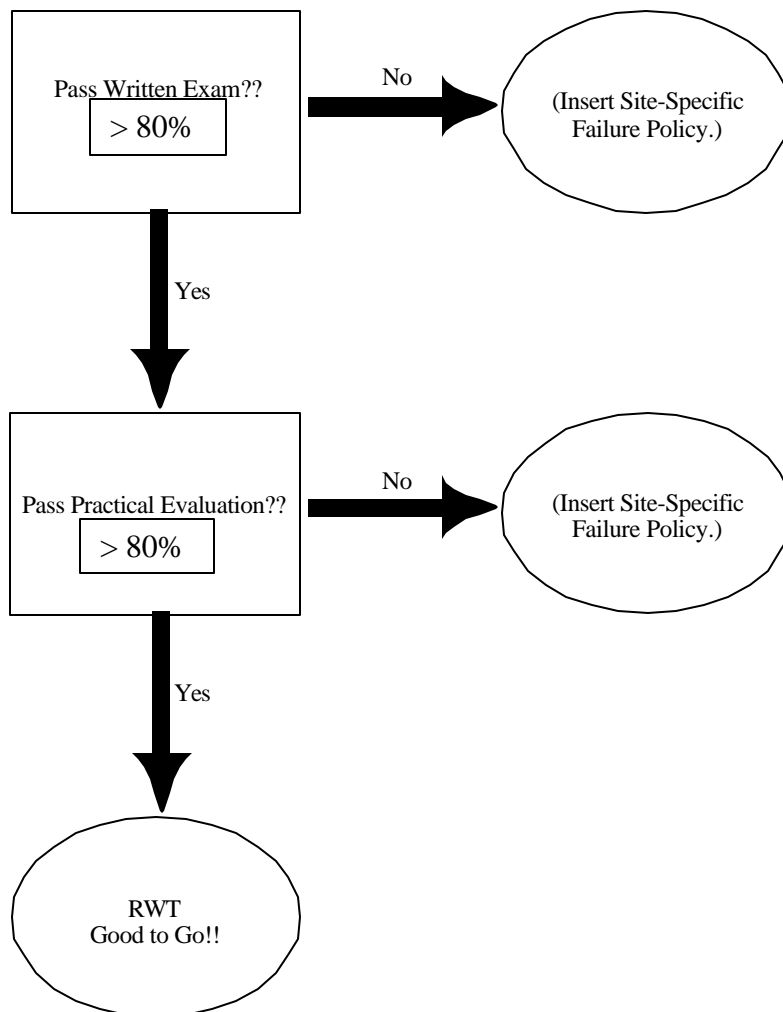 Pass Written Exam??
> 80%
No
(Insert Site-Specific
Failure Policy.)
Yes
Pass Practical Evaluation??
> 80%
No
(Insert Site-Specific
Failure Policy.)
Yes
RWT
Good to Go!!